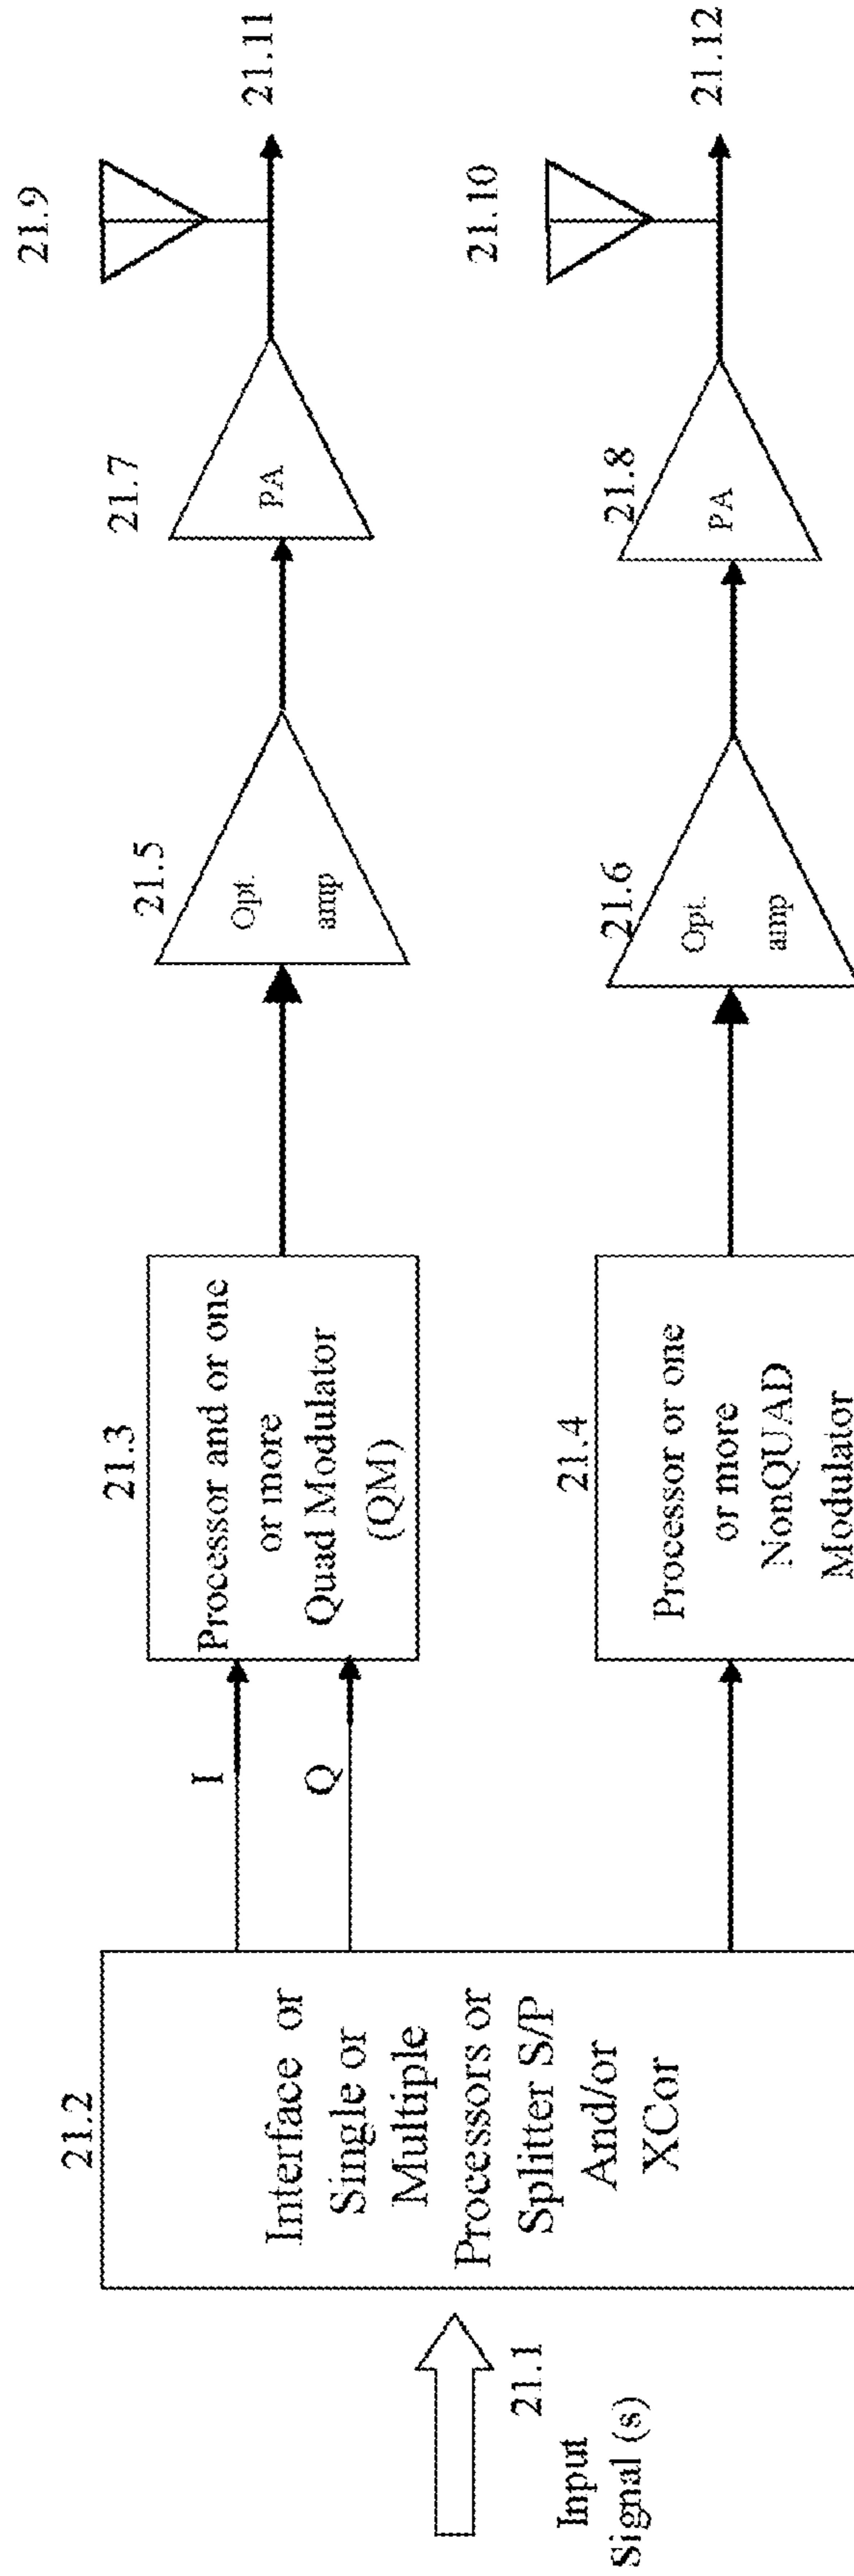 21.1
Input
Signal (s)
21.2
Interface or
Single or
Multiple
Processors or
Splitter S/P
And/or
XCor
I
Q
21.3
Processor and or one
or more
Quad Modulator
(QM)
21.5
Opt.
amp
21.7
PA
21.9
21.11
21.4
Processor or one
or more
NonQUAD
Modulator
21.6
Opt.
amp
21.8
PA
21.10
21.12